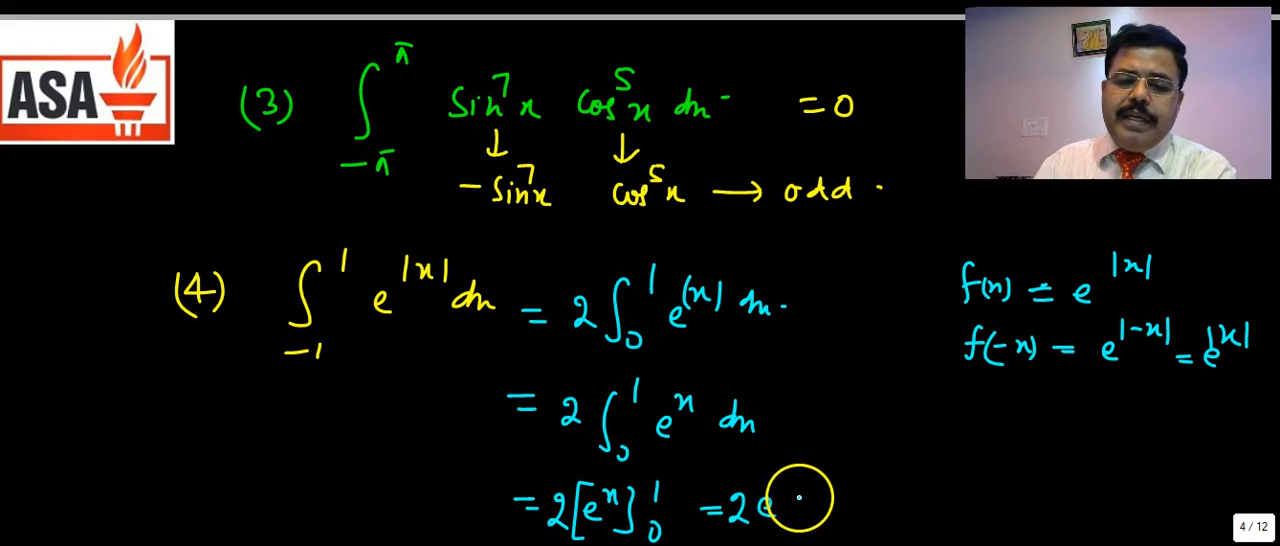 ASA
(3) ∫_{-π}^{π} Sin⁷x cos⁵x dx. = 0
↓ ↓
-Sin⁷x cos⁵x → odd.
(4) ∫_{-1}^{1} e^{|x|} dx = 2 ∫_0^1 e^{|x|} dx.
= 2 ∫_0^1 e^x dx
= 2[e^x]_0^1 = 2e
f(x) = e^{|x|}
f(-x) = e^{|-x|} = e^{|x|}
4 / 12